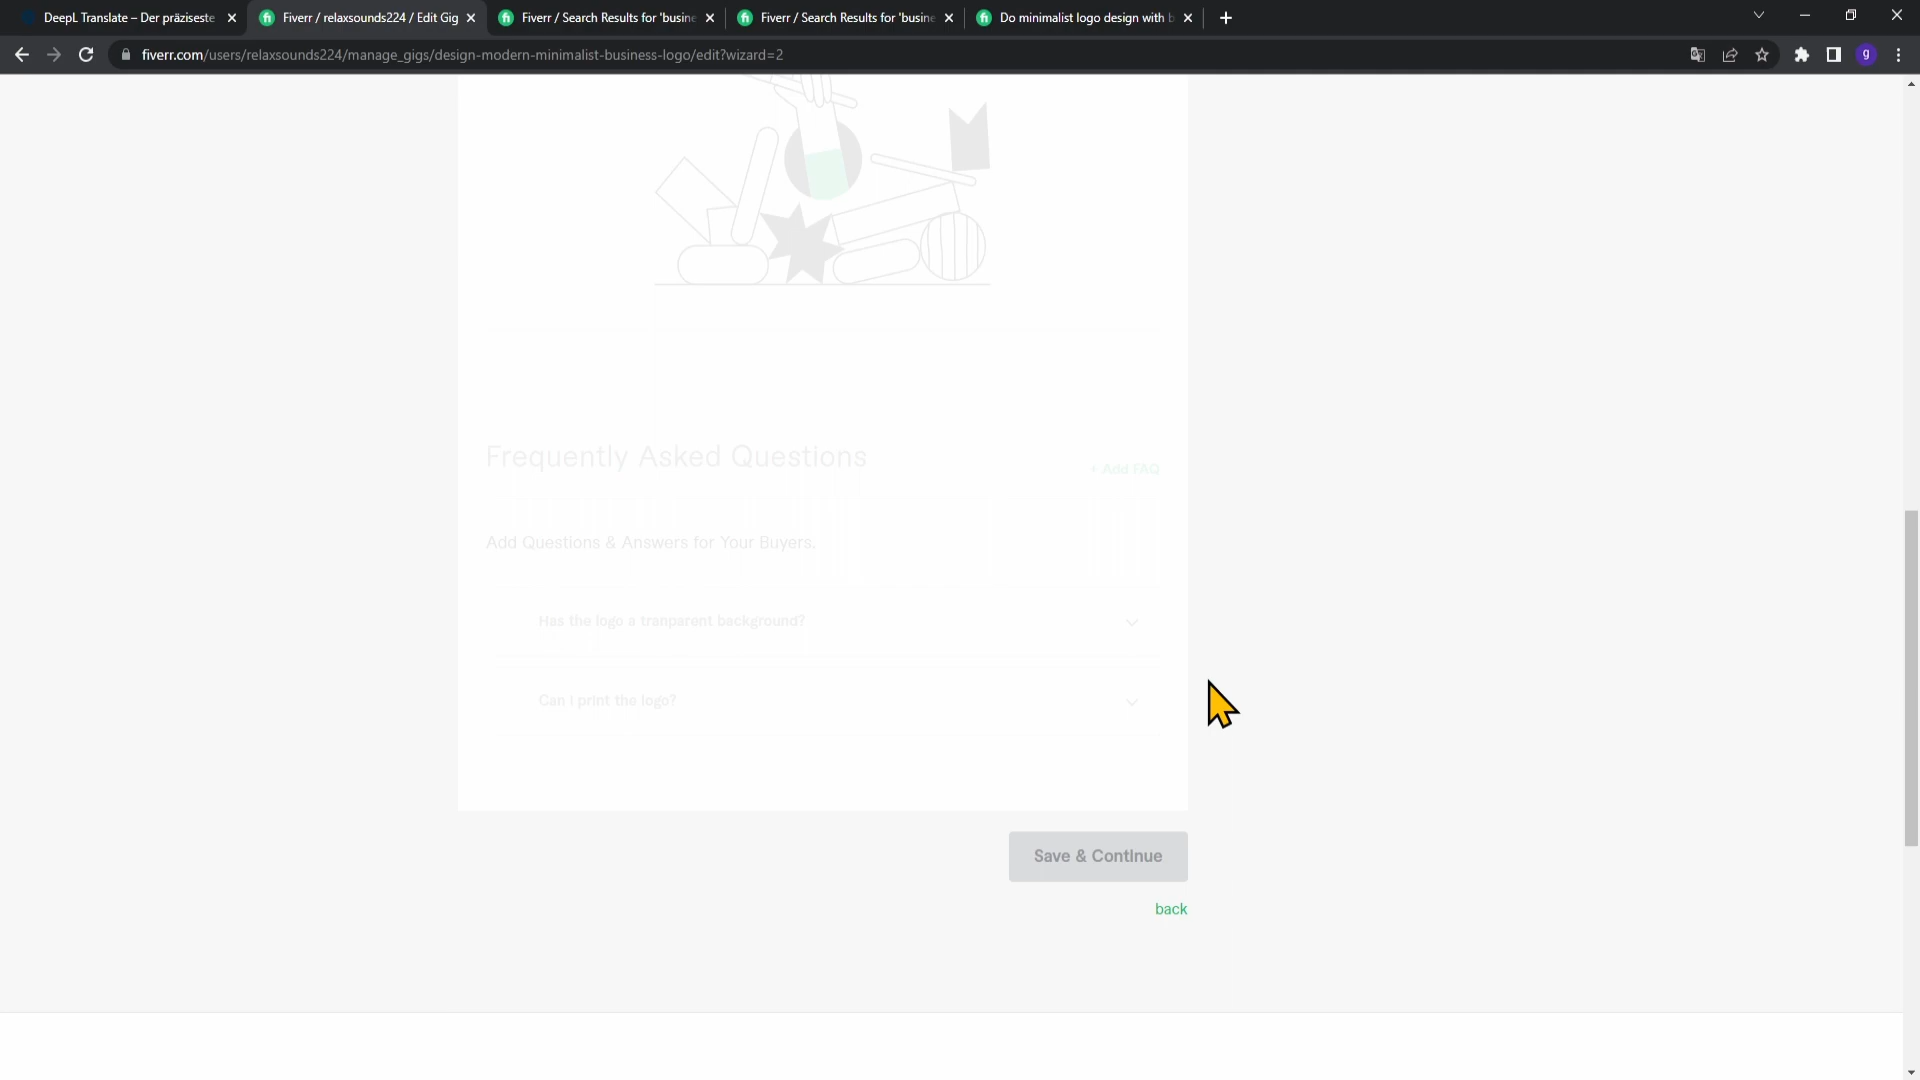 DeepL Translate – Der präziseste
Fiverr / relaxsounds224 / Edit Gig
Fiverr / Search Results for 'busine
Fiverr / Search Results for 'busine
Do minimalist logo design with b
fiverr.com/users/relaxsounds224/manage_gigs/design-modern-minimalist-business-logo/edit?wizard=2
g
Frequently Asked Questions
+ Add FAQ
Add Questions & Answers for Your Buyers.
Has the logo a tranparent background?
Can i print the logo?
Save & Continue
back